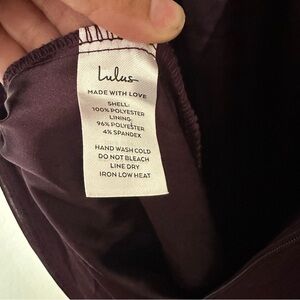 Lulus
MADE WITH LOVE
SHELL:
100% POLYESTER
LINING:
96% POLYESTER
4% SPANDEX
HAND WASH COLD
DO NOT BLEACH
LINE DRY
IRON LOW HEAT